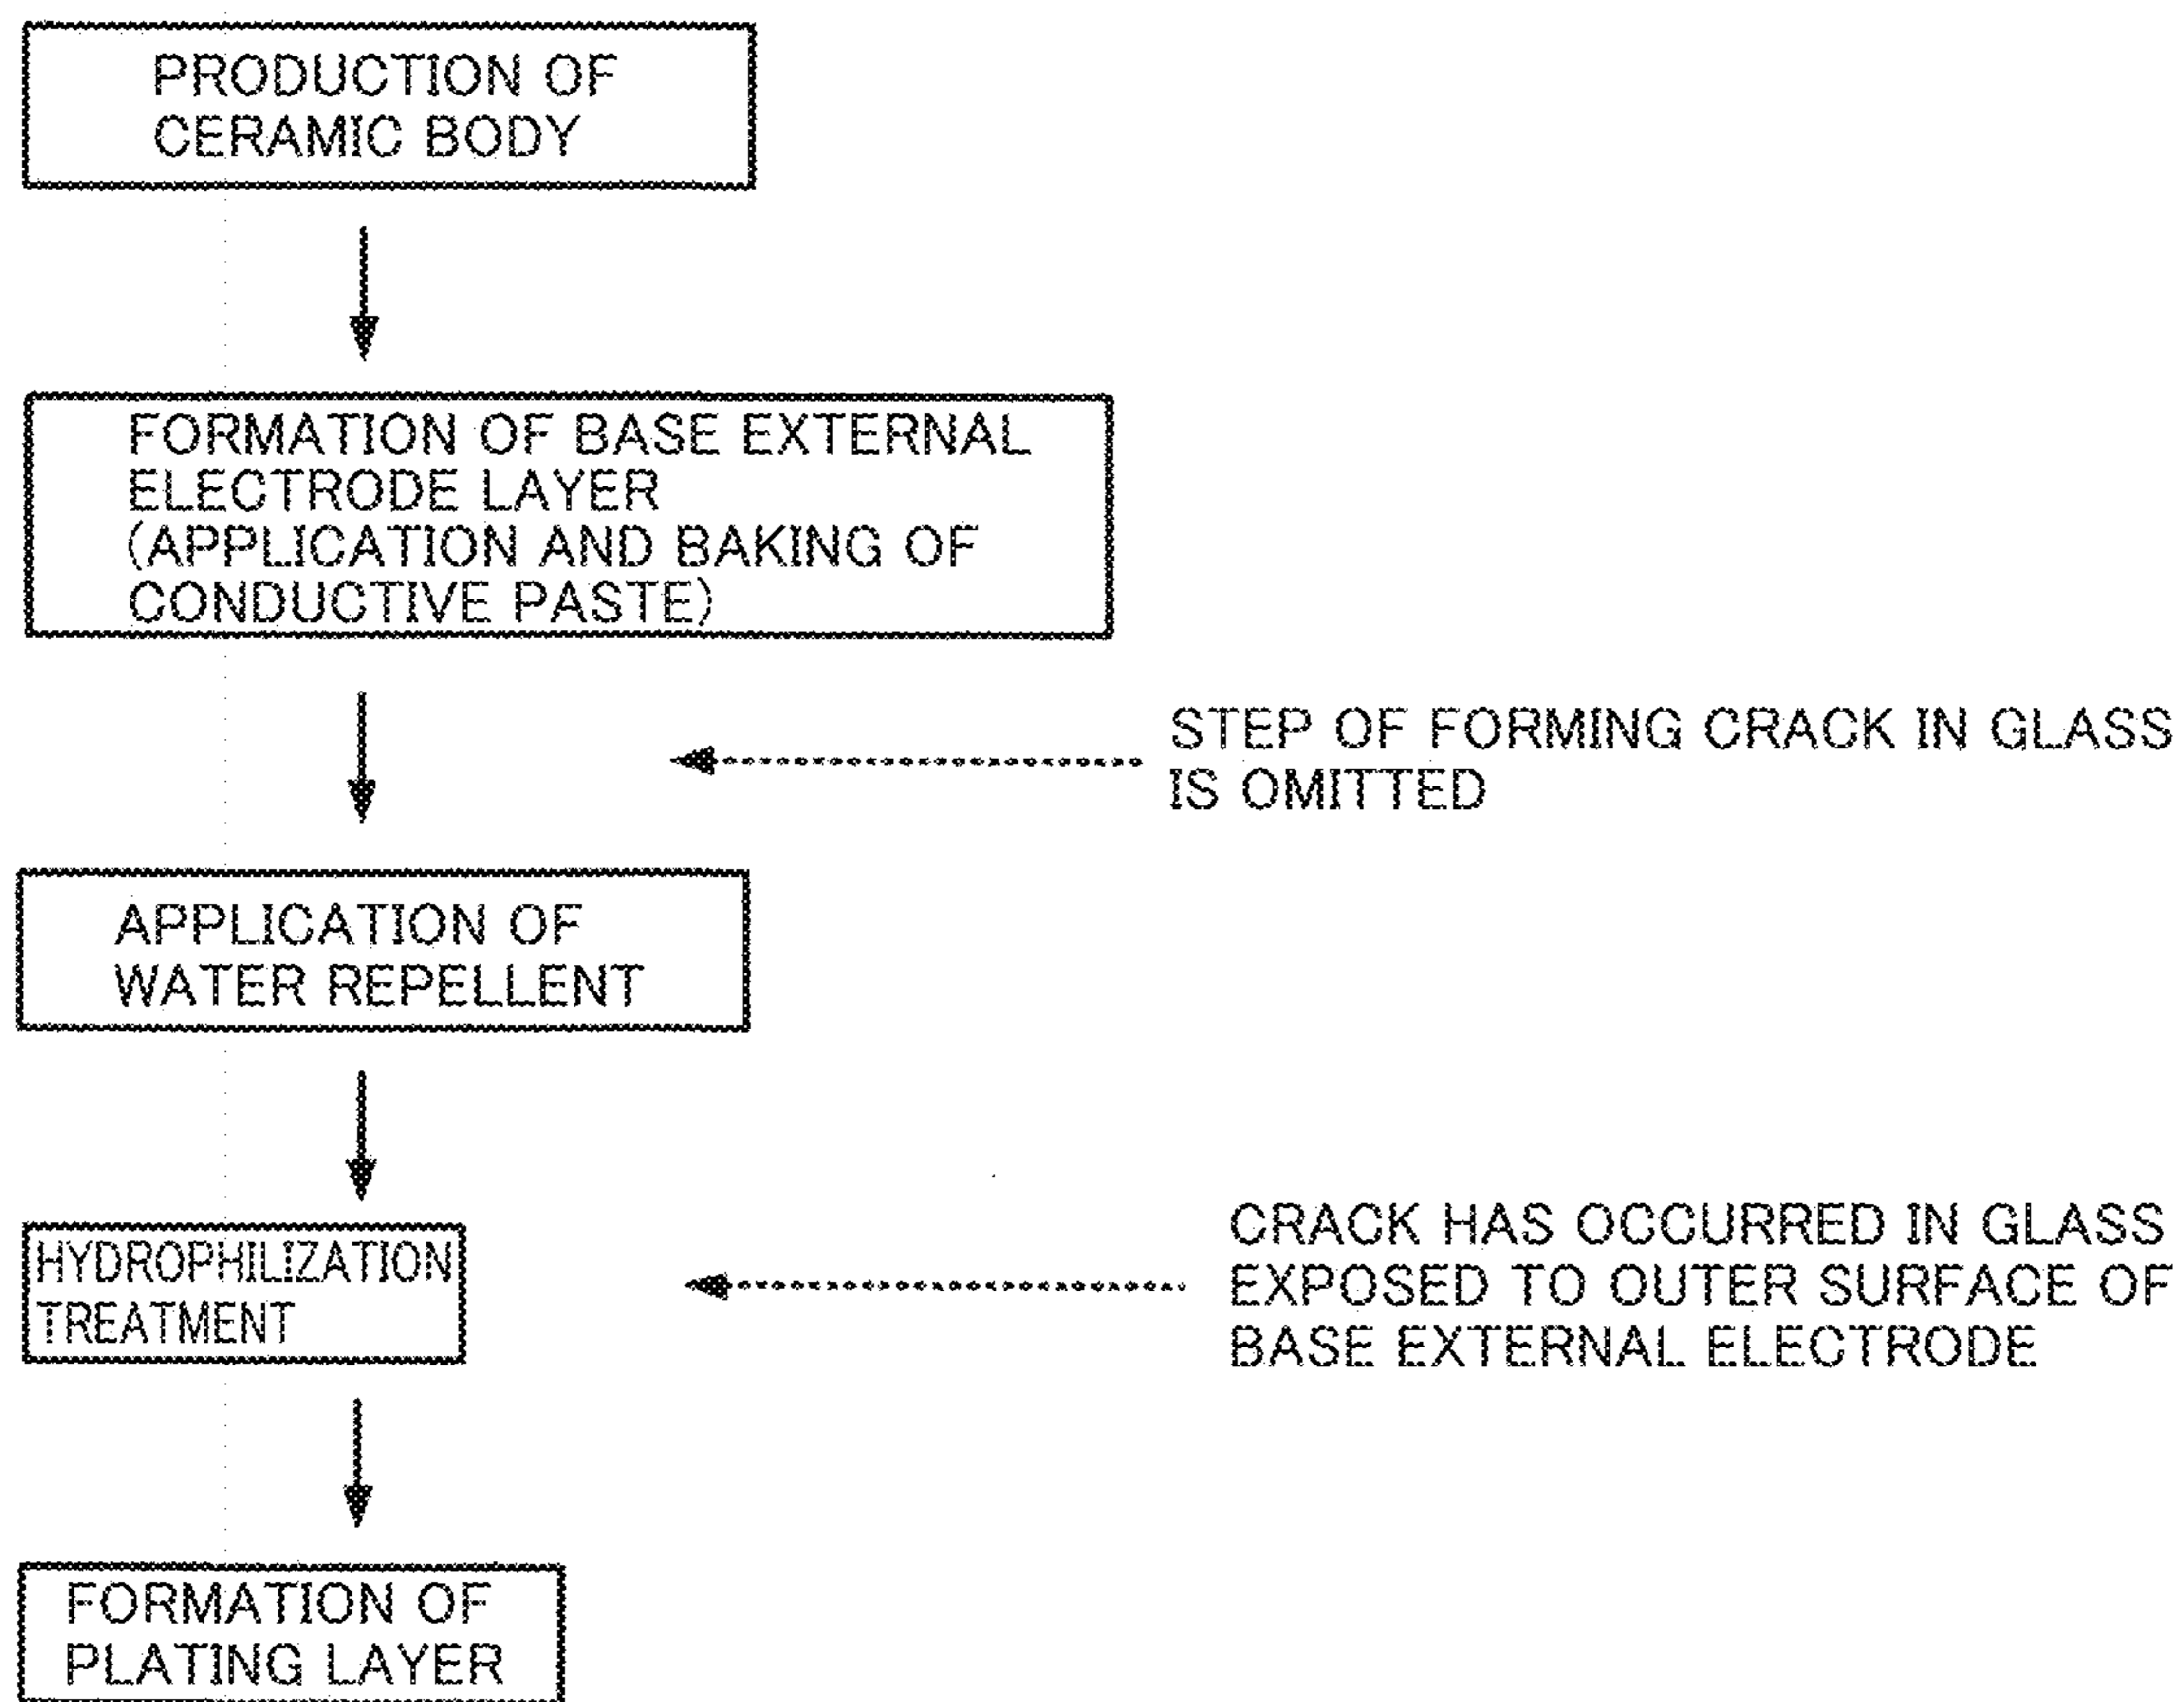 PRODUCTION OF
CERAMIC BODY
FORMATION OF BASE EXTERNAL
ELECTRODE LAYER
(APPLICATION AND BAKING OF
CONDUCTIVE PASTE)
STEP OF FORMING CRACK IN GLASS
IS OMITTED
APPLICATION OF
WATER REPELLENT
HYDROPHILIZATION
TREATMENT
CRACK HAS OCCURRED IN GLASS
EXPOSED TO OUTER SURFACE OF
BASE EXTERNAL ELECTRODE
FORMATION OF
PLATING LAYER